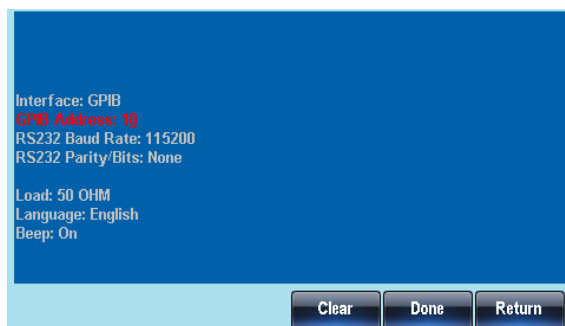 Interface: GPIB
GPIB Address: 10
RS232 Baud Rate: 115200
RS232 Parity/Bits: None
Load: 50 OHM
Language: English
Beep: On
Clear Done Return